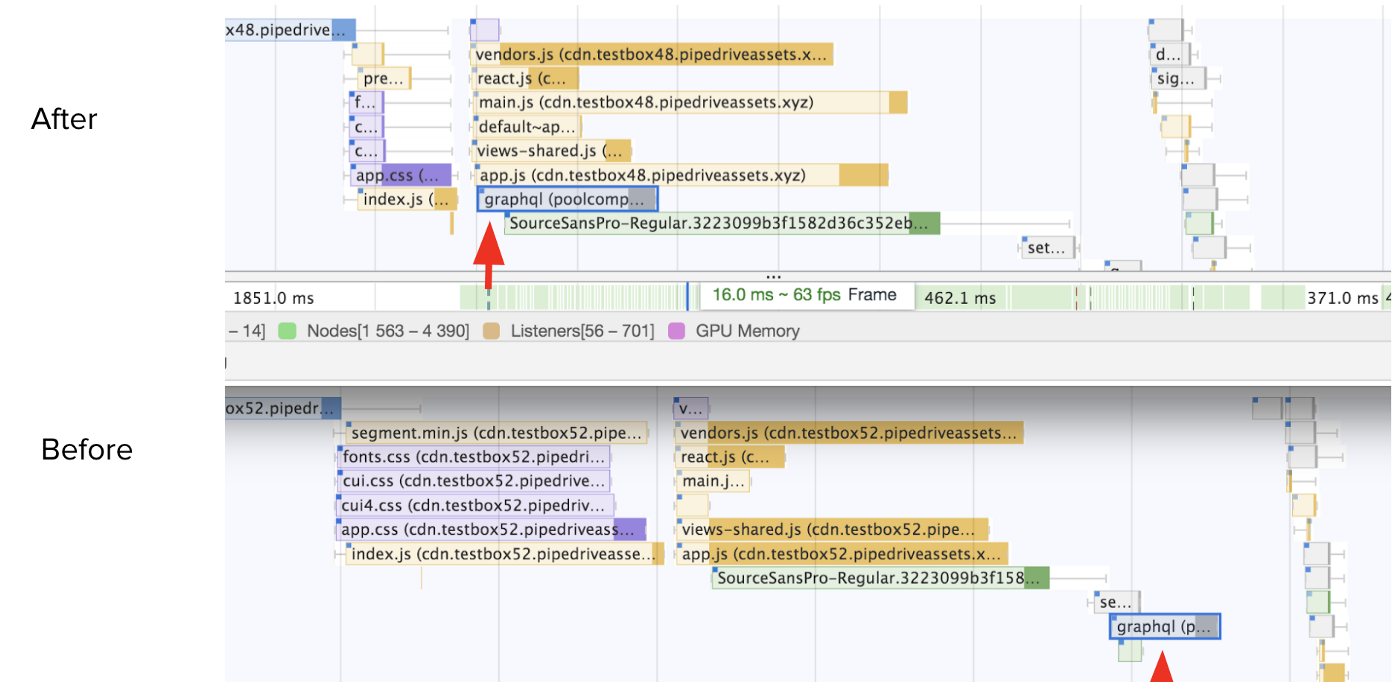 x48.pipedrive...
vendors.js (cdn.testbox48.pipedriveassets.x...
d...
pre...
react.js (c...
sig...
f...
main.js (cdn.testbox48.pipedriveassets.xyz)
After
c...
default~ap...
c...
views-shared.js (...
app.css (...
app.js (cdn.testbox48.pipedriveassets.xyz)
index.js (...
graphql (poolcomp...
SourceSansPro-Regular.3223099b3f1582d36c352eb...
set...
...
1851.0 ms
16.0 ms ~ 63 fps Frame
462.1 ms
371.0 ms
– 14] Nodes[1 563 – 4 390] Listeners[56 – 701] GPU Memory
ox52.pipedr...
v...
segment.min.js (cdn.testbox52.pipe...
vendors.js (cdn.testbox52.pipedriveassets...
Before
fonts.css (cdn.testbox52.pipedri...
react.js (c...
cui.css (cdn.testbox52.pipedrive...
main.j...
cui4.css (cdn.testbox52.pipedriv...
app.css (cdn.testbox52.pipedriveass...
views-shared.js (cdn.testbox52.pipe...
index.js (cdn.testbox52.pipedriveasse...
app.js (cdn.testbox52.pipedriveassets.x...
SourceSansPro-Regular.3223099b3f158...
se...
graphql (p...